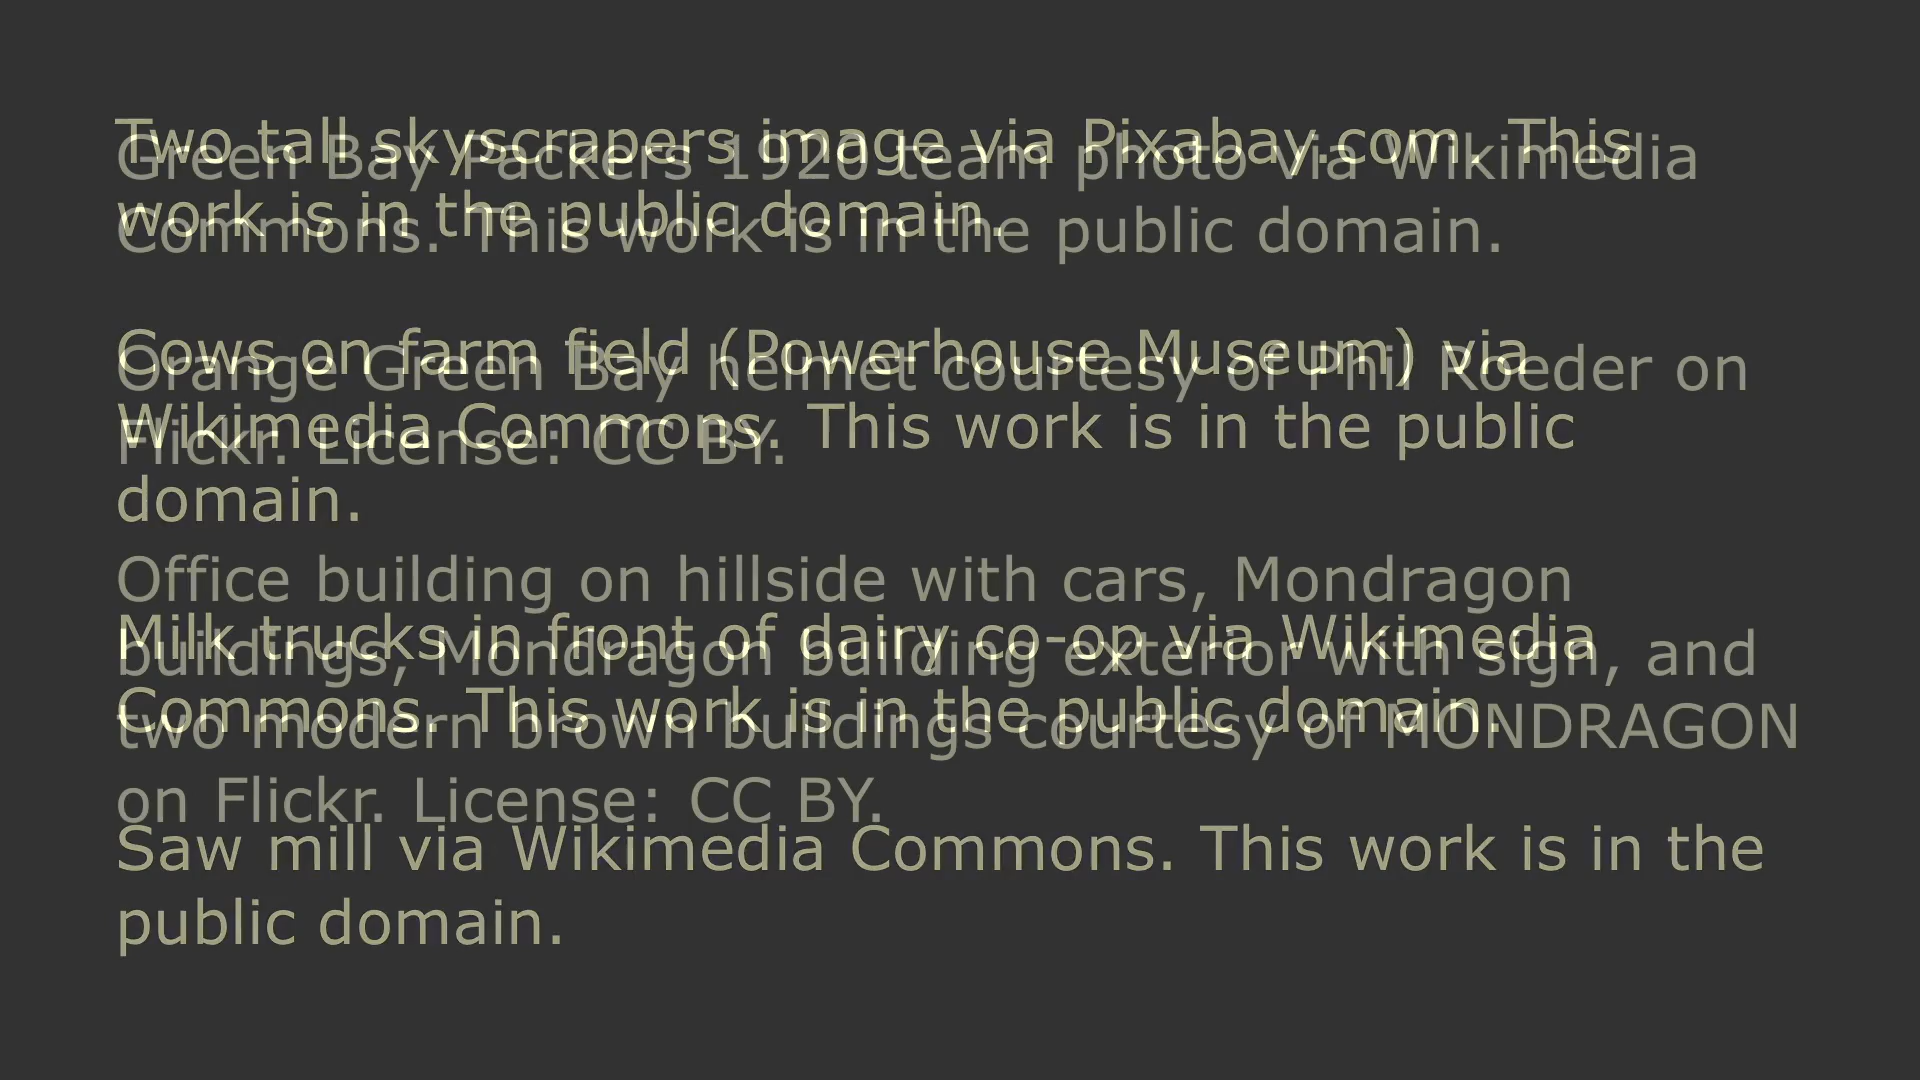 Two tall skyscrapers image via Pixabay.com. This
work is in the public domain.
Cows on farm field (Powerhouse Museum) via
Wikimedia Commons. This work is in the public
domain.
Milk trucks in front of dairy co-op via Wikimedia
Commons. This work is in the public domain.
Saw mill via Wikimedia Commons. This work is in the
public domain.
Green Bay Packers 1920 team photo via Wikimedia
Commons. This work is in the public domain.
Orange Green Bay helmet courtesy of Phil Roeder on
Flickr. License: CC BY.
Office building on hillside with cars, Mondragon
buildings, Mondragon building exterior with sign, and
two modern brown buildings courtesy of MONDRAGON
on Flickr. License: CC BY.